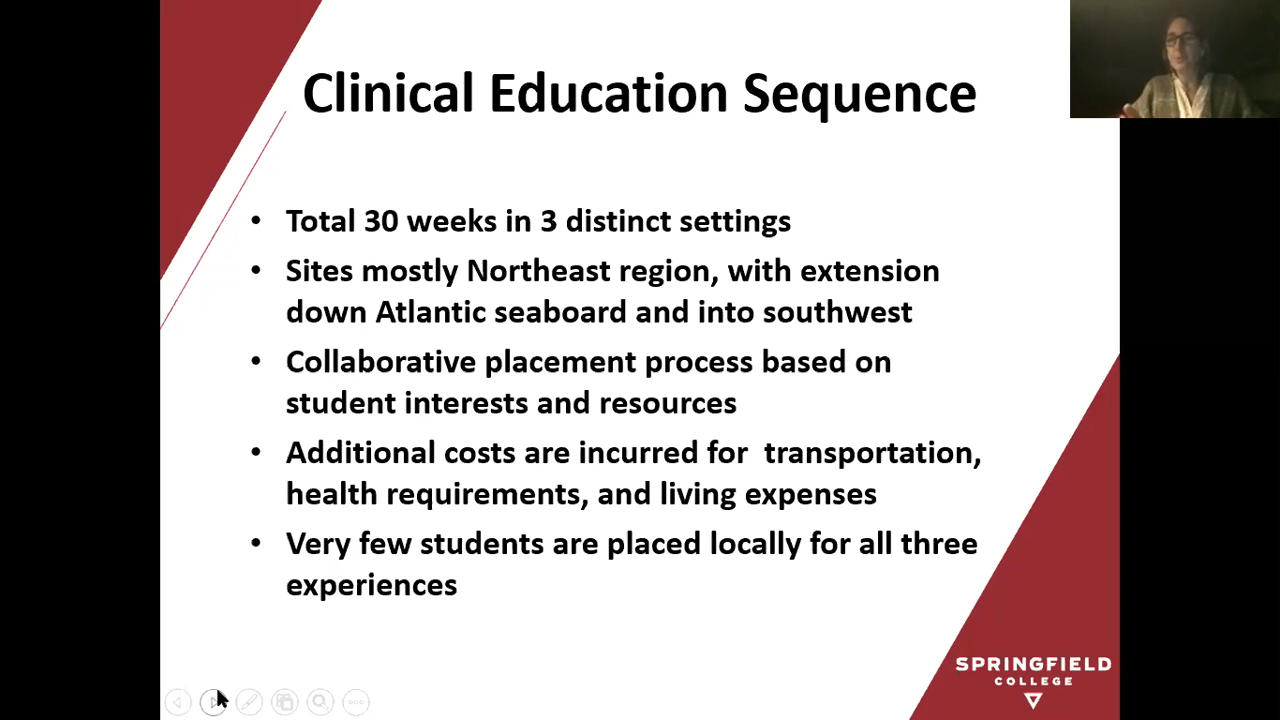 Clinical Education Sequence
• Total 30 weeks in 3 distinct settings
• Sites mostly Northeast region, with extension
down Atlantic seaboard and into southwest
• Collaborative placement process based on
student interests and resources
• Additional costs are incurred for  transportation,
health requirements, and living expenses
• Very few students are placed locally for all three
experiences
SPRINGFIELD
COLLEGE